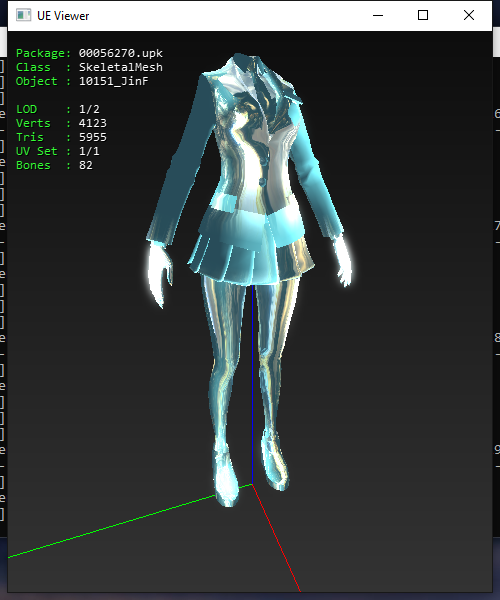 UE Viewer
Package: 00056270.upk
Class : SkeletalMesh
Object : 10151_JinF
LOD : 1/2
Verts : 4123
Tris : 5955
UV Set : 1/1
Bones : 82